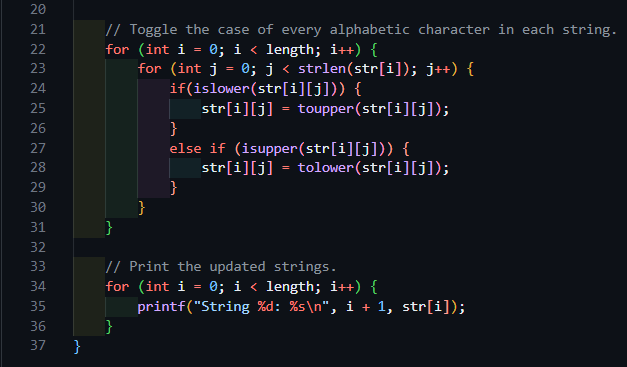 20
21 // Toggle the case of every alphabetic character in each string.
22 for (int i = 0; i < length; i++) {
23 for (int j = 0; j < strlen(str[i]); j++) {
24 if(islower(str[i][j])) {
25 str[i][j] = toupper(str[i][j]);
26 }
27 else if (isupper(str[i][j])) {
28 str[i][j] = tolower(str[i][j]);
29 }
30 }
31 }
32
33 // Print the updated strings.
34 for (int i = 0; i < length; i++) {
35 printf("String %d: %s\n", i + 1, str[i]);
36 }
37 }